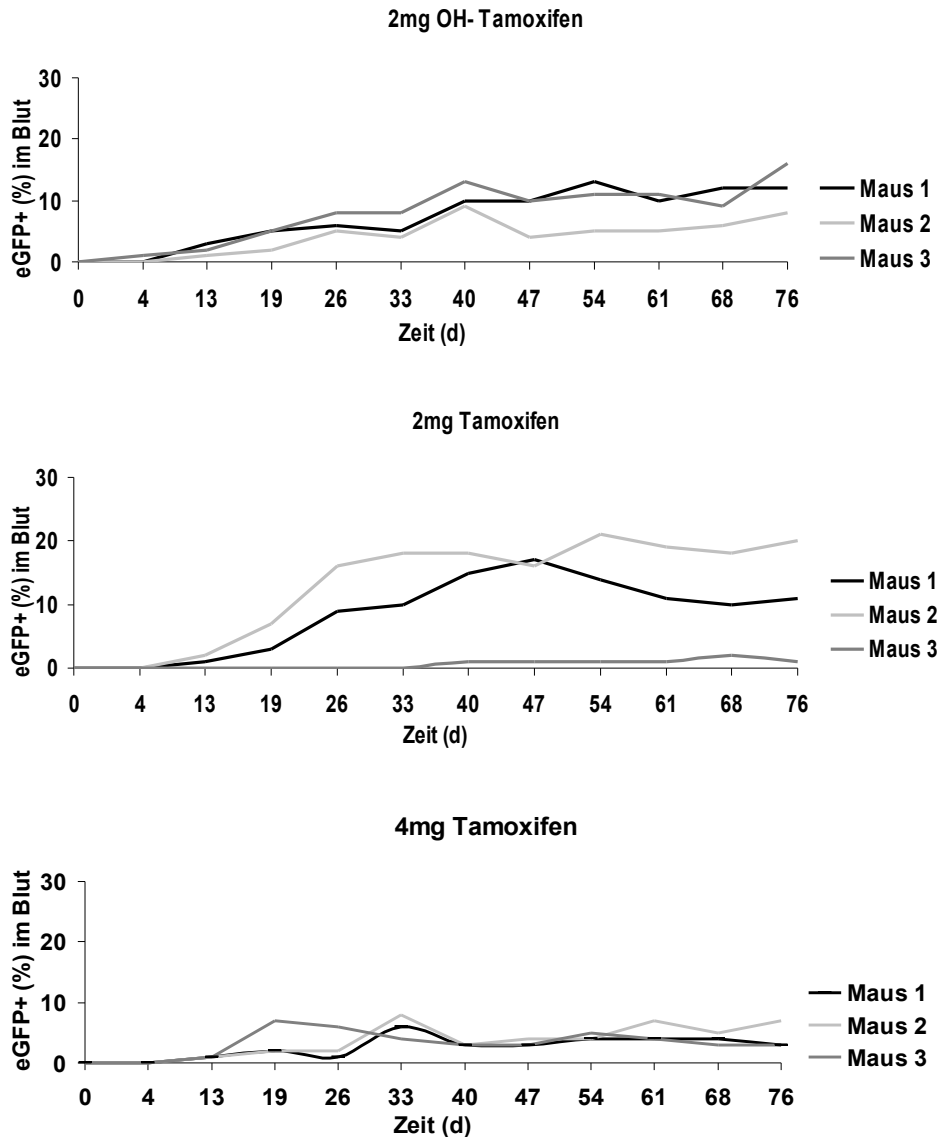 2mg OH- Tamoxifen
eGFP+ (%) im Blut
30
20
10
0
0 4 13 19 26 33 40 47 54 61 68 76
Zeit (d)
Maus 1
Maus 2
Maus 3
2mg Tamoxifen
eGFP+ (%) im Blut
30
20
10
0
0 4 13 19 26 33 40 47 54 61 68 76
Zeit (d)
Maus 1
Maus 2
Maus 3
4mg Tamoxifen
eGFP+ (%) im Blut
30
20
10
0
0 4 13 19 26 33 40 47 54 61 68 76
Zeit (d)
Maus 1
Maus 2
Maus 3